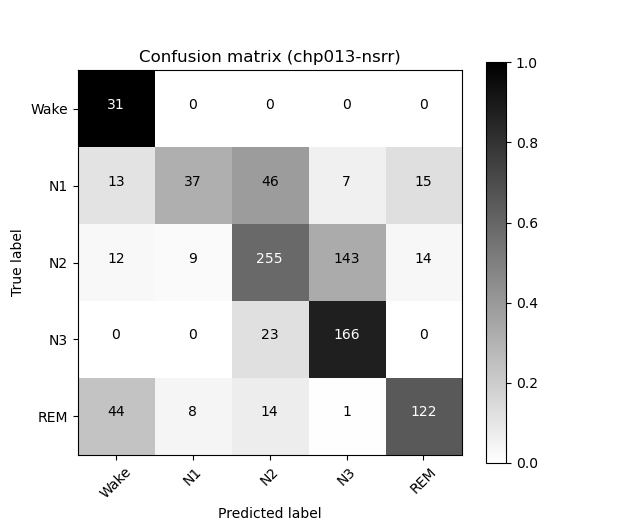 Confusion matrix (chp013-nsrr)
1.0
Wake 31 0 0 0 0
0.8
N1 13 37 46 7 15
0.6
N2 12 9 255 143 14
0.4
N3 0 0 23 166 0
0.2
REM 44 8 14 1 122
0.0
True label
Wake N1 N2 N3 REM
Predicted label